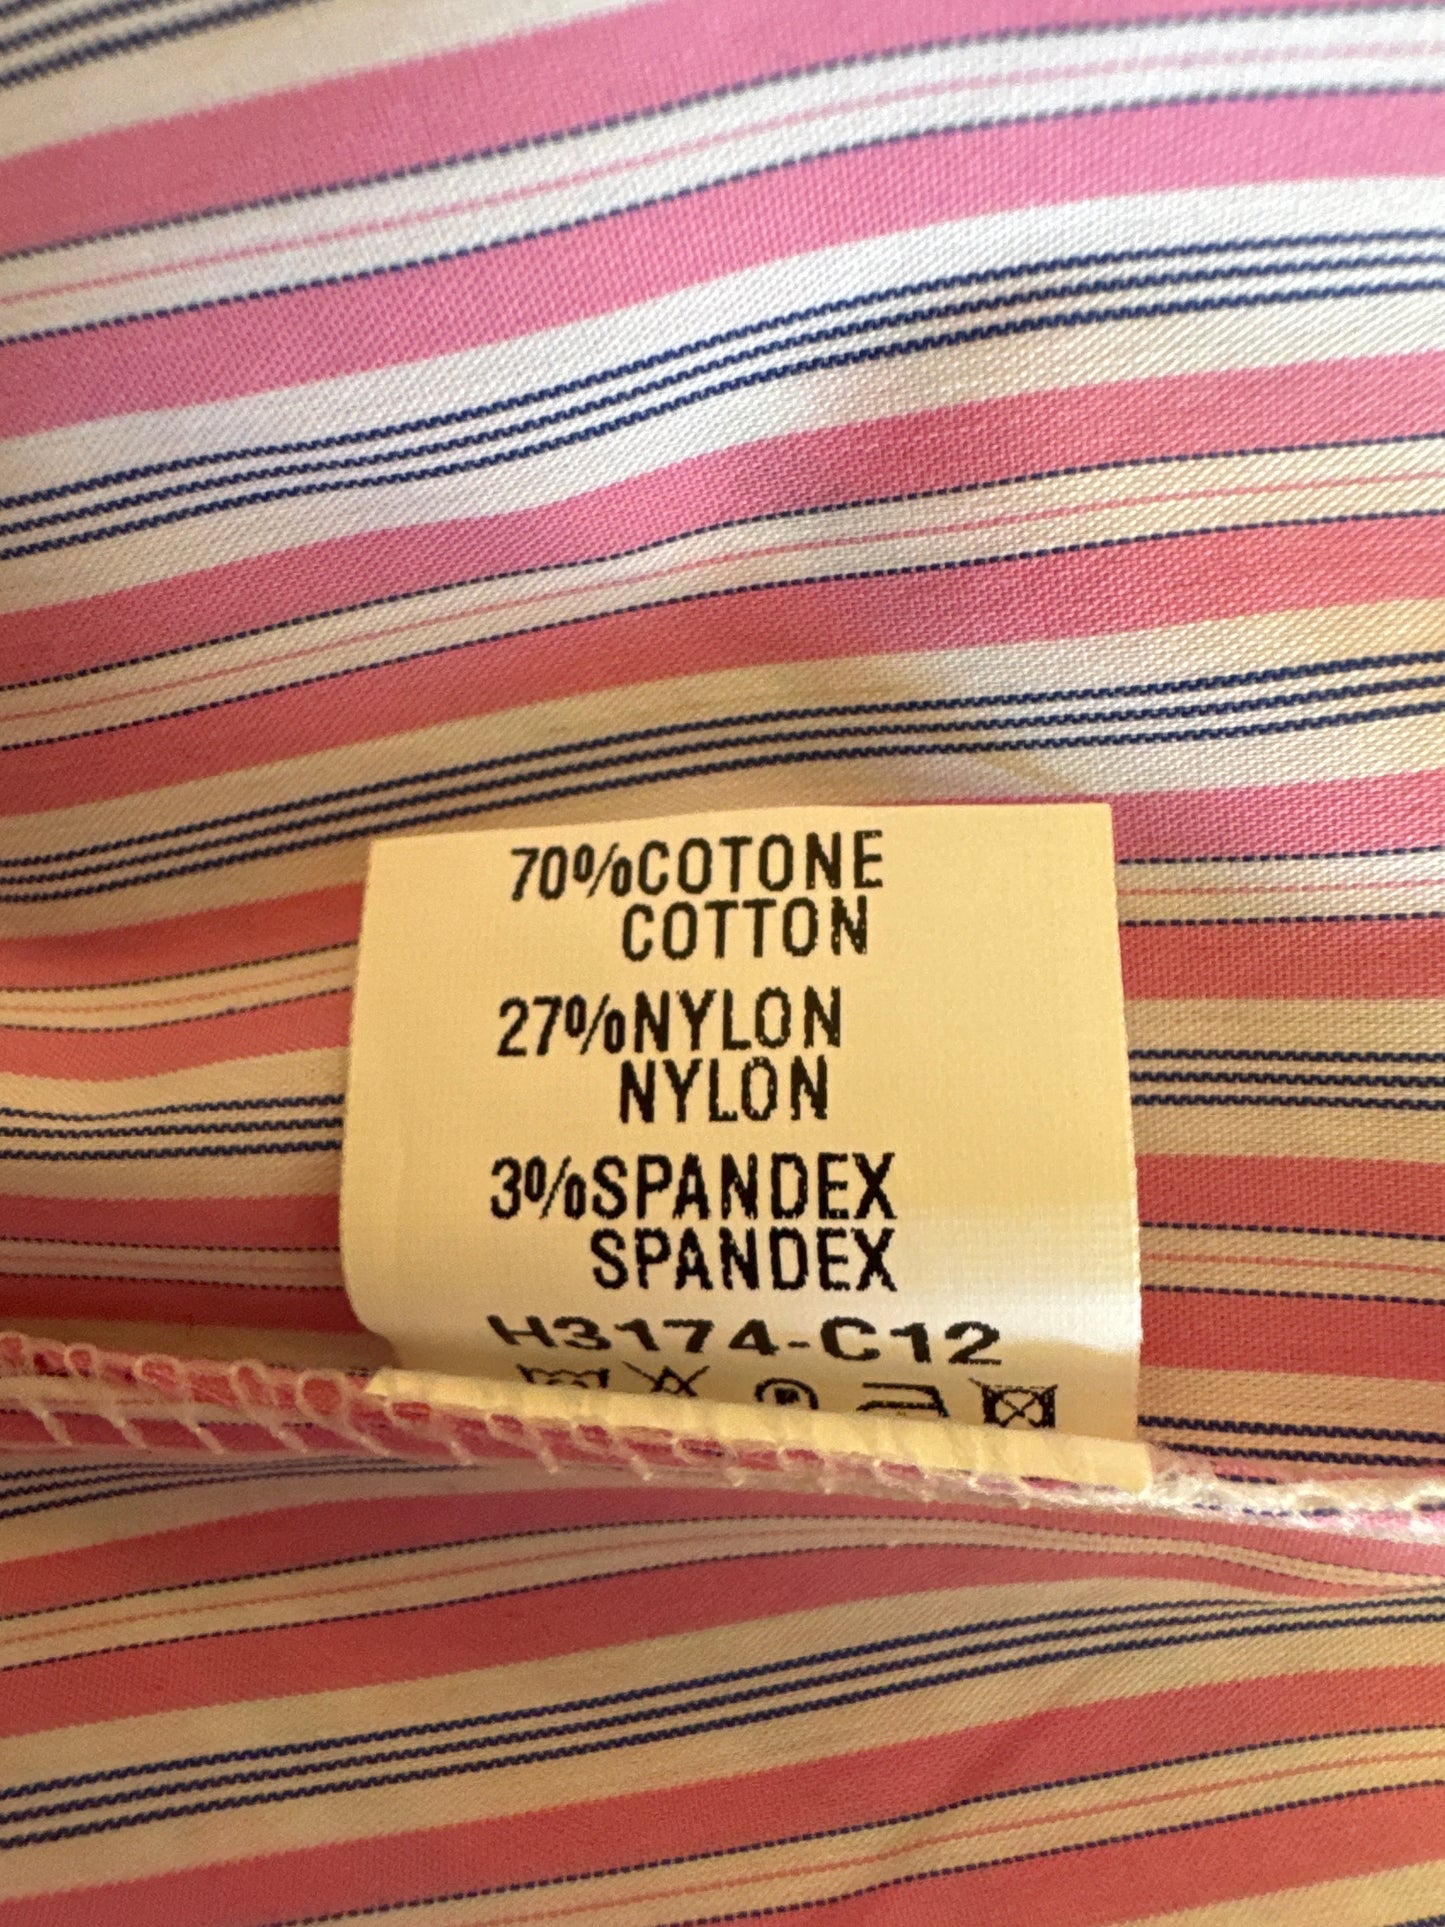 70%COTONE
COTTON
27%NYLON
NYLON
3%SPANDEX
SPANDEX
H3174-C12